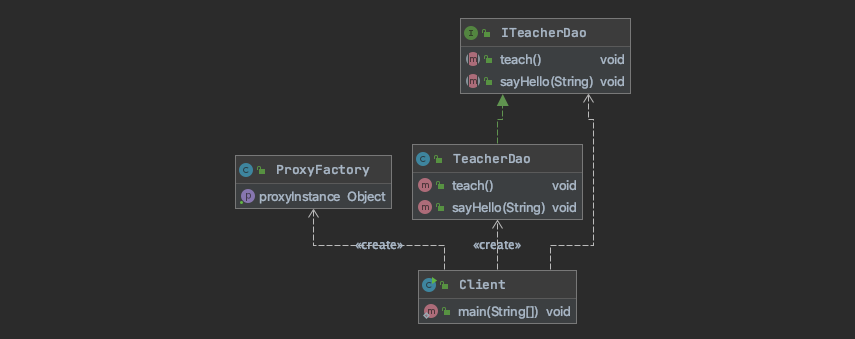 ITeacherDao
teach() void
sayHello(String) void
TeacherDao
teach() void
sayHello(String) void
ProxyFactory
proxyInstance Object
«create»
«create»
Client
main(String[]) void